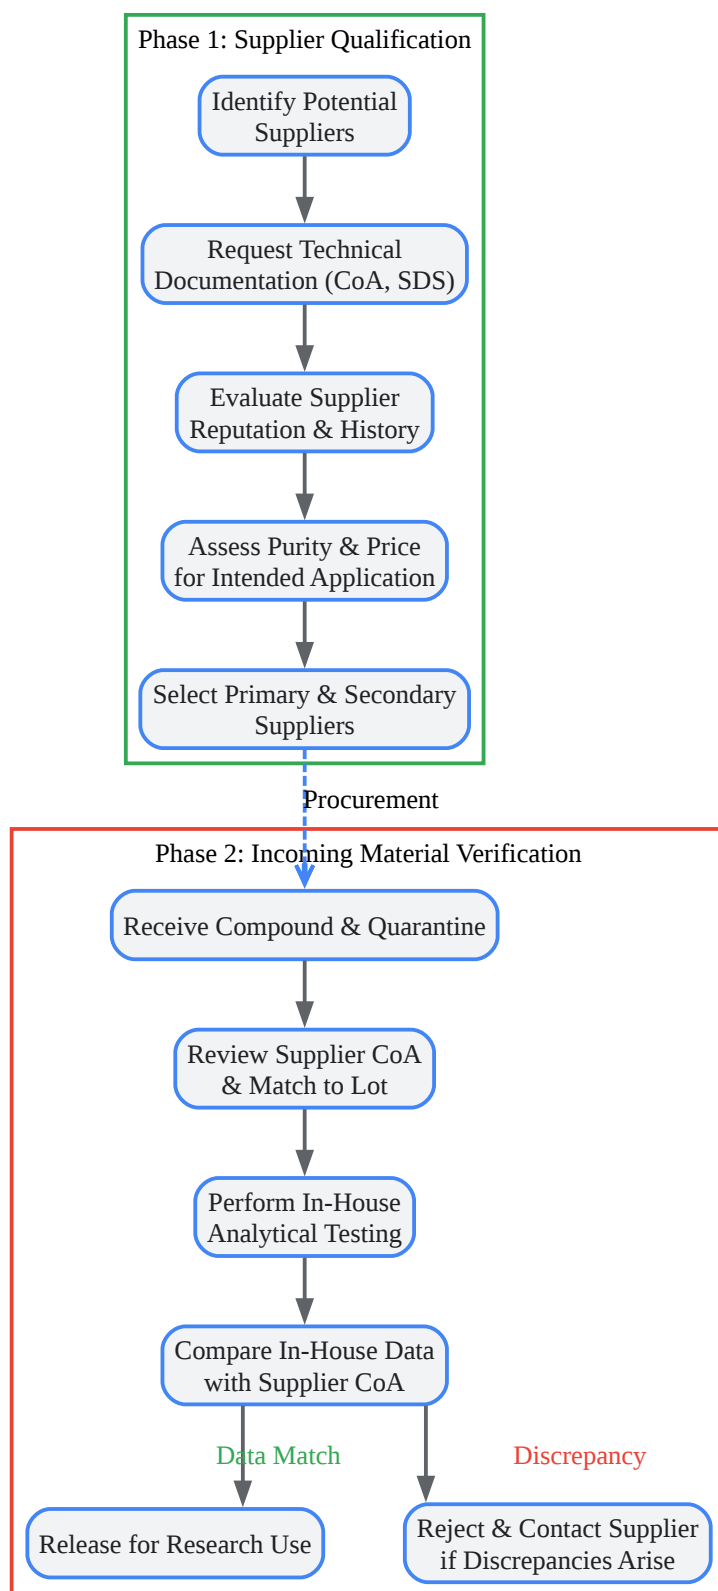 Phase 1: Supplier Qualification
Identify Potential
Suppliers
Request Technical
Documentation (CoA, SDS)
Evaluate Supplier
Reputation & History
Assess Purity & Price
for Intended Application
Select Primary & Secondary
Suppliers
Procurement
Phase 2: Incoming Material Verification
Receive Compound & Quarantine
Review Supplier CoA
& Match to Lot
Perform In-House
Analytical Testing
Compare In-House Data
with Supplier CoA
Data Match
Discrepancy
Release for Research Use
Reject & Contact Supplier
if Discrepancies Arise